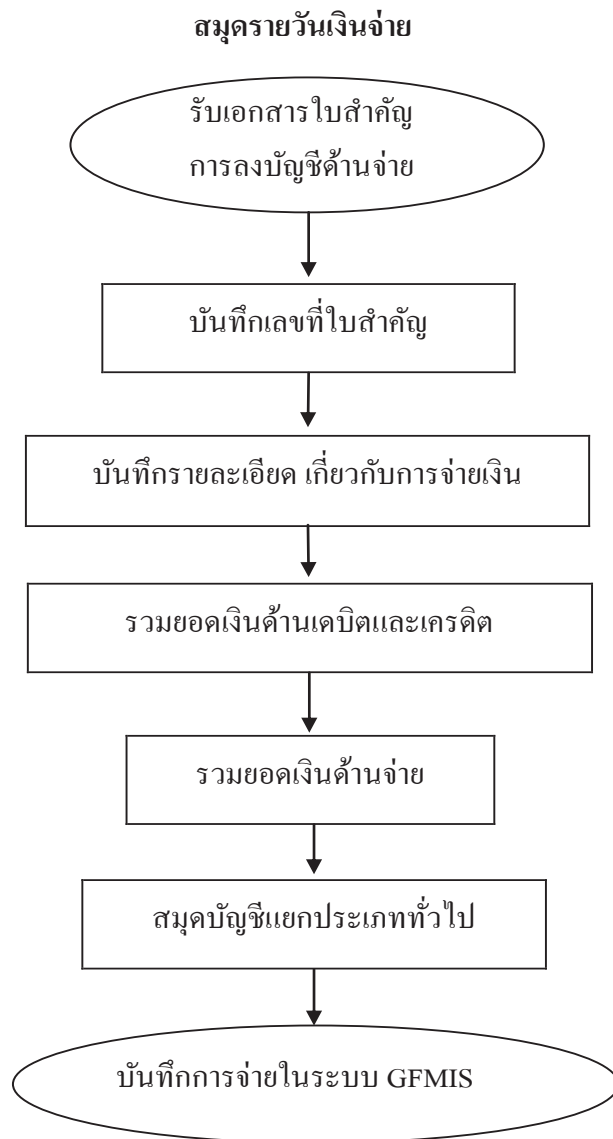 สมุดรายวันเงินจ่าย
รับเอกสารใบสำคัญ
การลงบัญชีด้านจ่าย
บันทึกเลขที่ใบสำคัญ
บันทึกรายละเอียด เกี่ยวกับการจ่ายเงิน
รวมยอดเงินด้านเดบิตและเครดิต
รวมยอดเงินด้านจ่าย
สมุดบัญชีแยกประเภททั่วไป
บันทึกการจ่ายในระบบ GFMIS